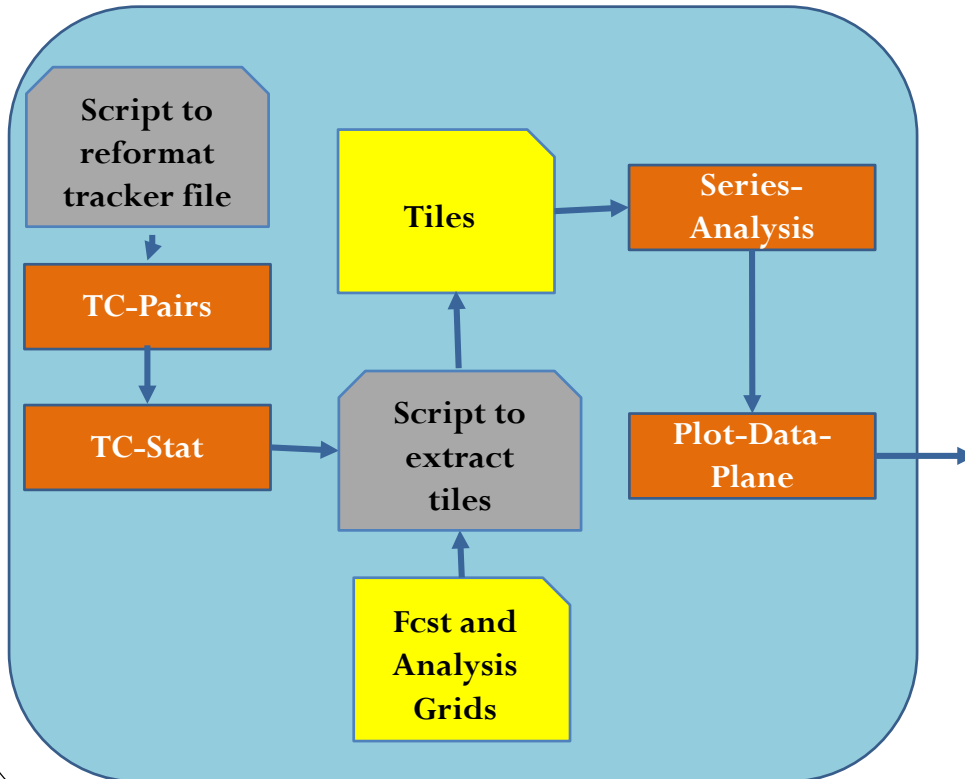 Script to
reformat
tracker file
TC-Pairs
TC-Stat
Tiles
Script to
extract
tiles
Fcst and
Analysis
Grids
Series-
Analysis
Plot-Data-
Plane